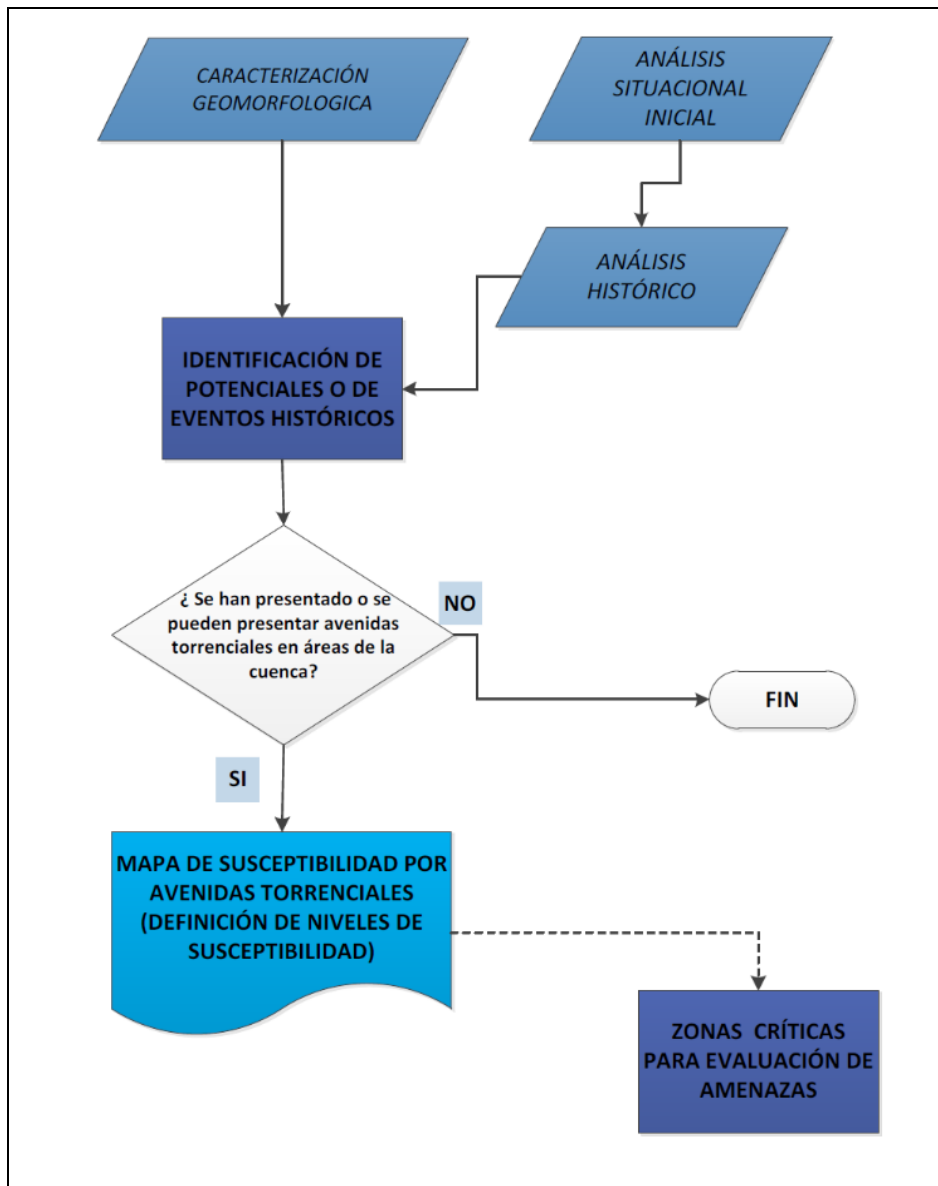 CARACTERIZACIÓN
GEOMORFOLOGICA
ANÁLISIS
SITUACIONAL
INICIAL
ANÁLISIS
HISTÓRICO
IDENTIFICACIÓN DE
POTENCIALES O DE
EVENTOS HISTÓRICOS
¿ Se han presentado o se
pueden presentar avenidas
torrenciales en áreas de la
cuenca?
NO
FIN
SI
MAPA DE SUSCEPTIBILIDAD POR
AVENIDAS TORRENCIALES
(DEFINICIÓN DE NIVELES DE
SUSCEPTIBILIDAD)
ZONAS CRÍTICAS
PARA EVALUACIÓN DE
AMENAZAS